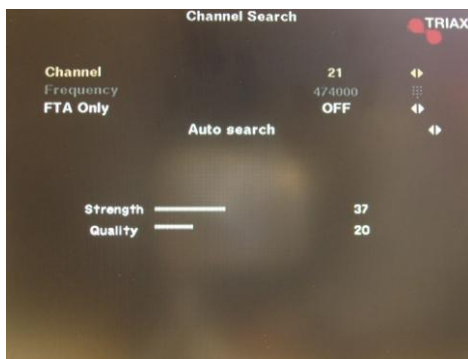 Channel Search
TRIAX
Channel 21
Frequency 474000
FTA Only OFF
Auto search
Strength 37
Quality 20